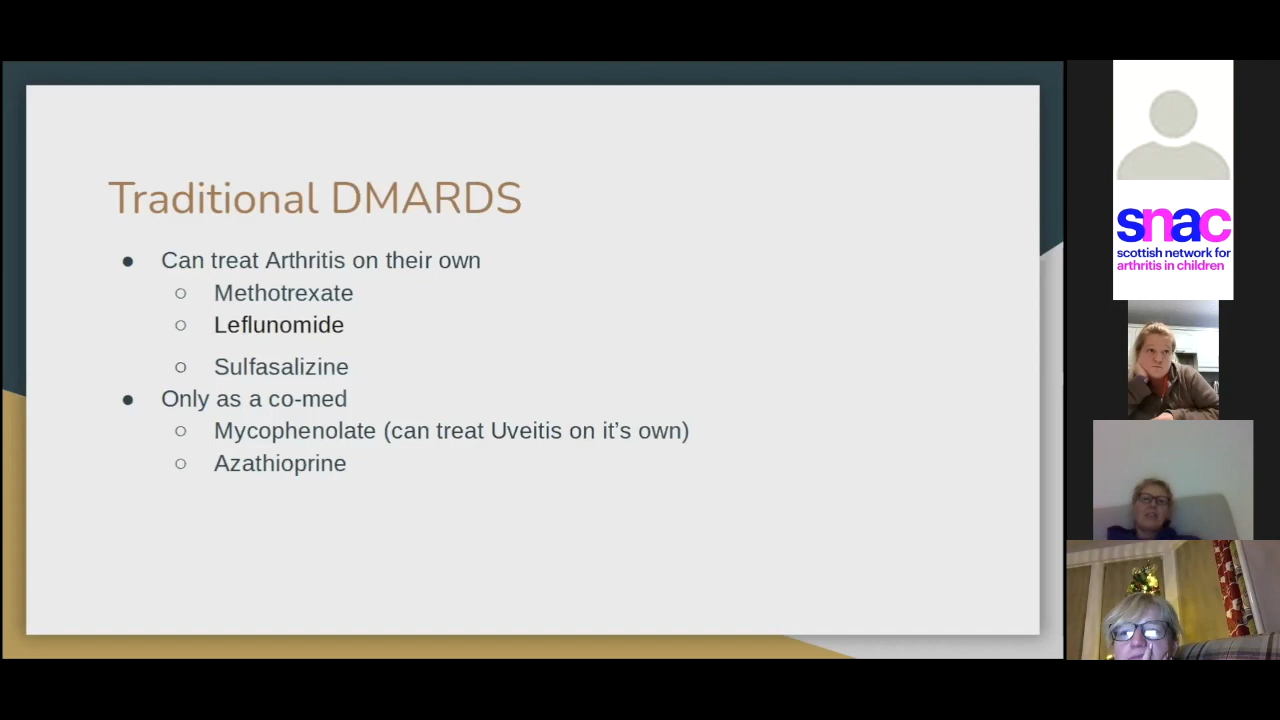 Traditional DMARDS
● Can treat Arthritis on their own
○ Methotrexate
○ Leflunomide
○ Sulfasalizine
● Only as a co-med
○ Mycophenolate (can treat Uveitis on it’s own)
○ Azathioprine
snac
scottish network for
arthritis in children